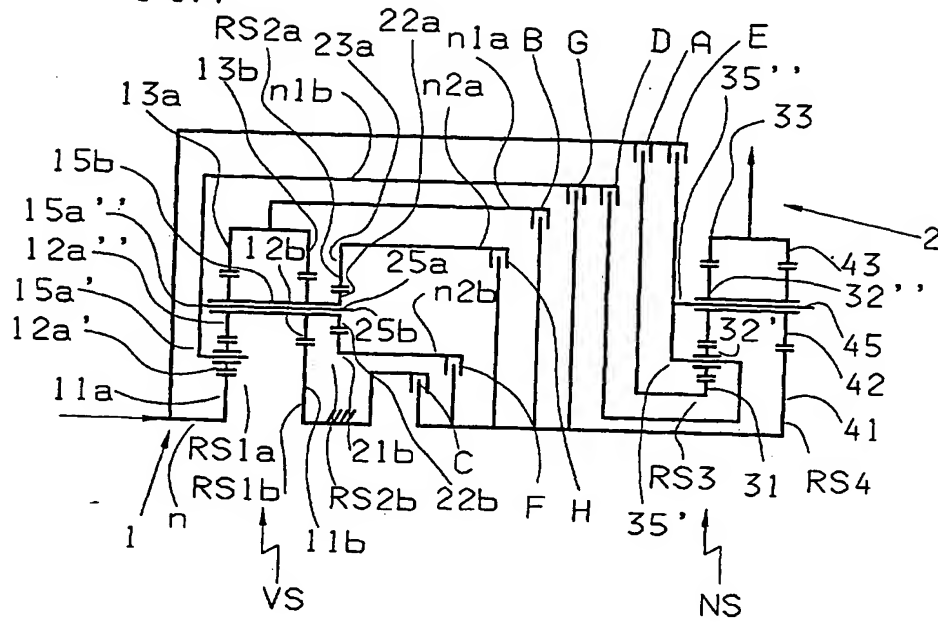 RS2a 23a 22a n1a B G D A E
13b n1b n2a 35''
13a 33
15b
15a'' 2
12a'' 12b 25a 43
15a' n2b 32''
12a' 25b 32' 45
11a 42
RS1a 21b C 41
RS1b RS2b 22b RS3 31 RS4
1 n 11b F H 35'
VS NS